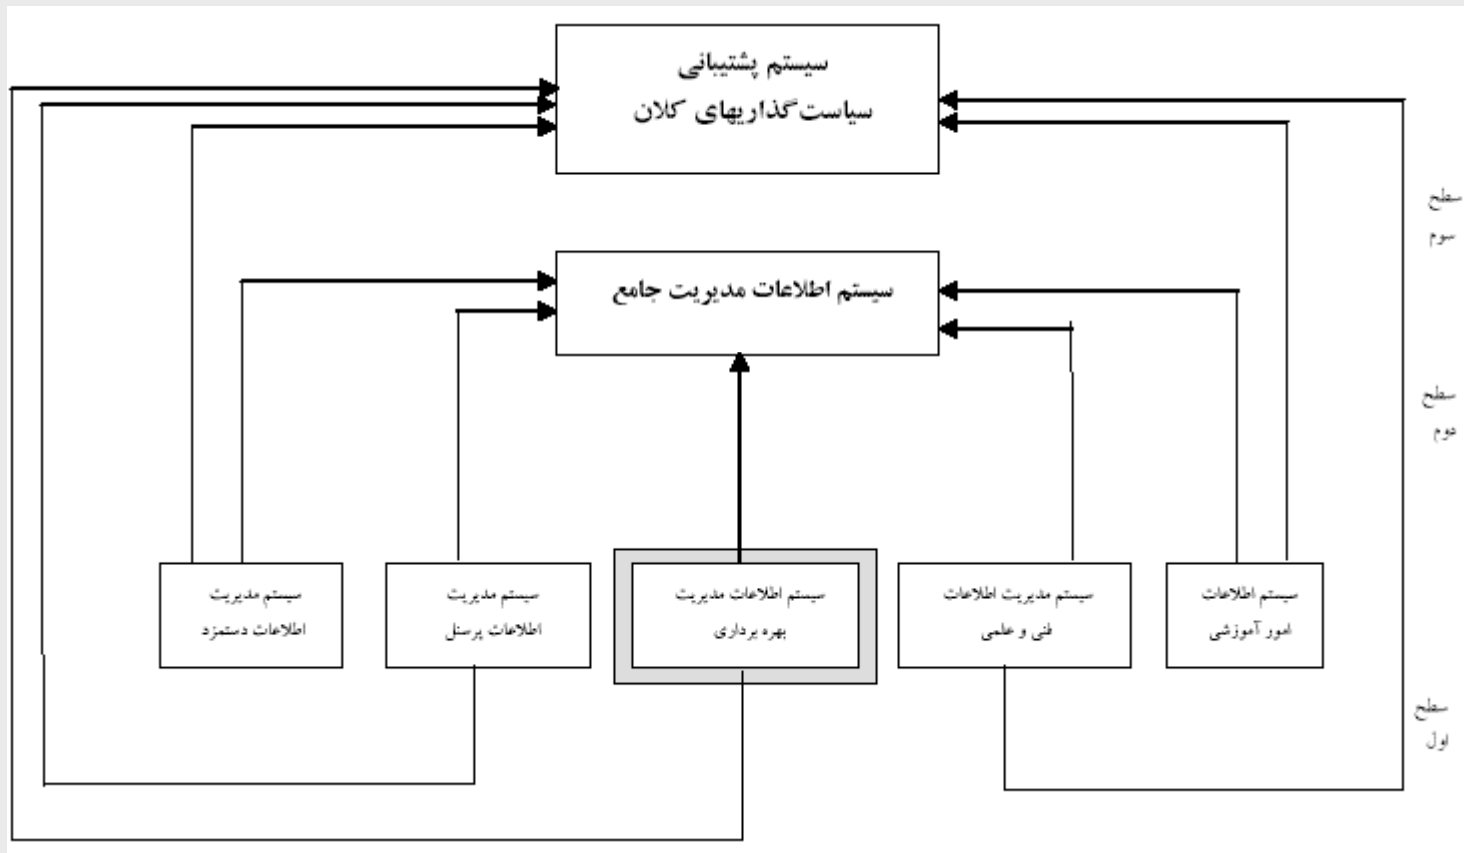 سیستم پشتیبانی
سیاست‌گذاریهای کلان
سطح
سوم
سیستم اطلاعات مدیریت جامع
سطح
دوم
سیستم اطلاعات
امور آموزشی
سیستم مدیریت اطلاعات
فنی و علمی
سیستم اطلاعات مدیریت
بهره برداری
سیستم مدیریت
اطلاعات پرسنل
سیستم مدیریت
اطلاعات دستمزد
سطح
اول